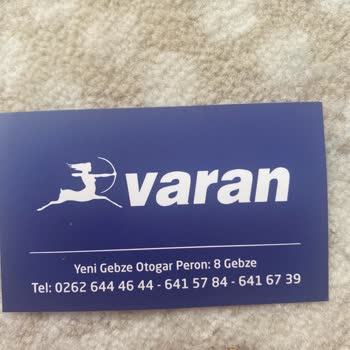 varan
Yeni Gebze Otogar Peron: 8 Gebze
Tel: 0262 644 46 44 - 641 57 84 - 641 67 39